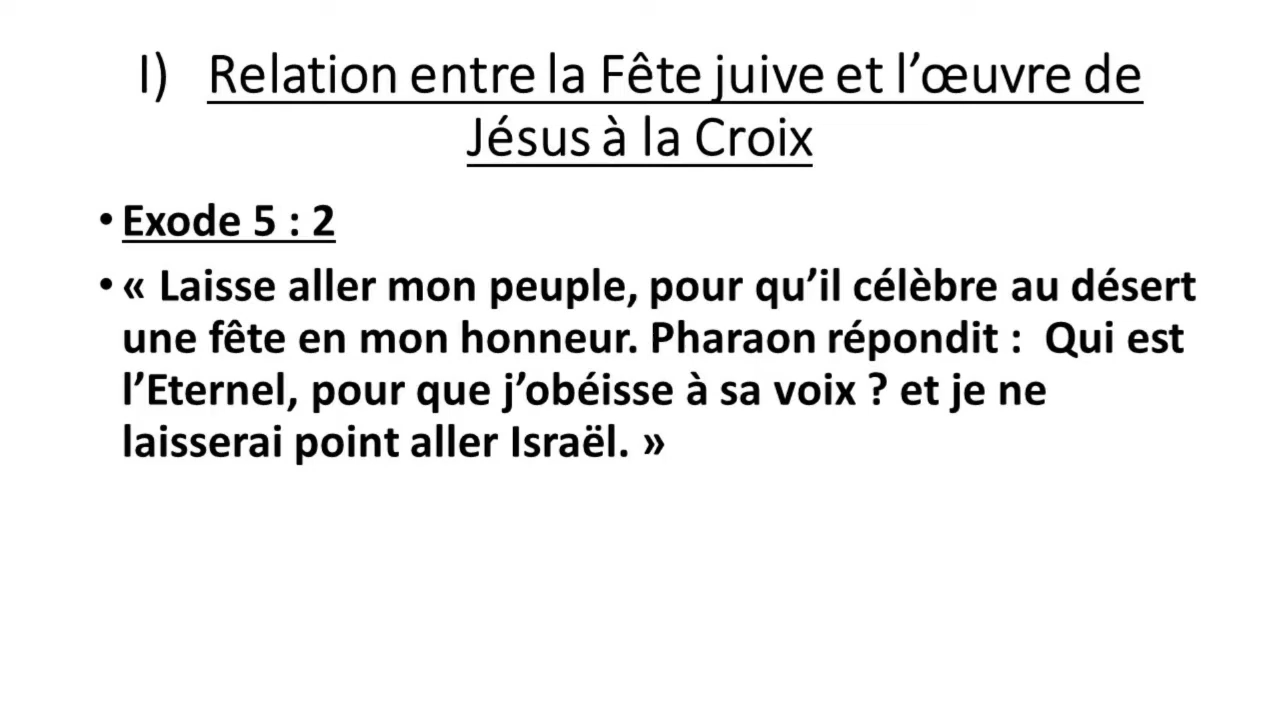 I) Relation entre la Fête juive et l’œuvre de
Jésus à la Croix
• Exode 5 : 2
• « Laisse aller mon peuple, pour qu’il célèbre au désert
une fête en mon honneur. Pharaon répondit : Qui est
l’Eternel, pour que j’obéisse à sa voix ? et je ne
laisserai point aller Israël. »